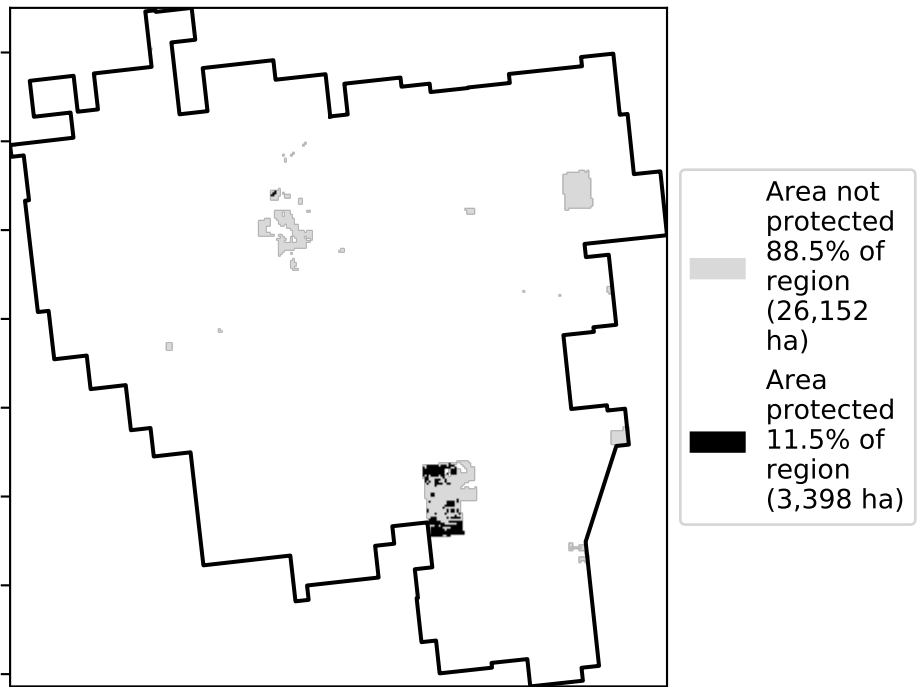 Area not
protected
88.5% of
region
(26,152
ha)
Area
protected
11.5% of
region
(3,398 ha)